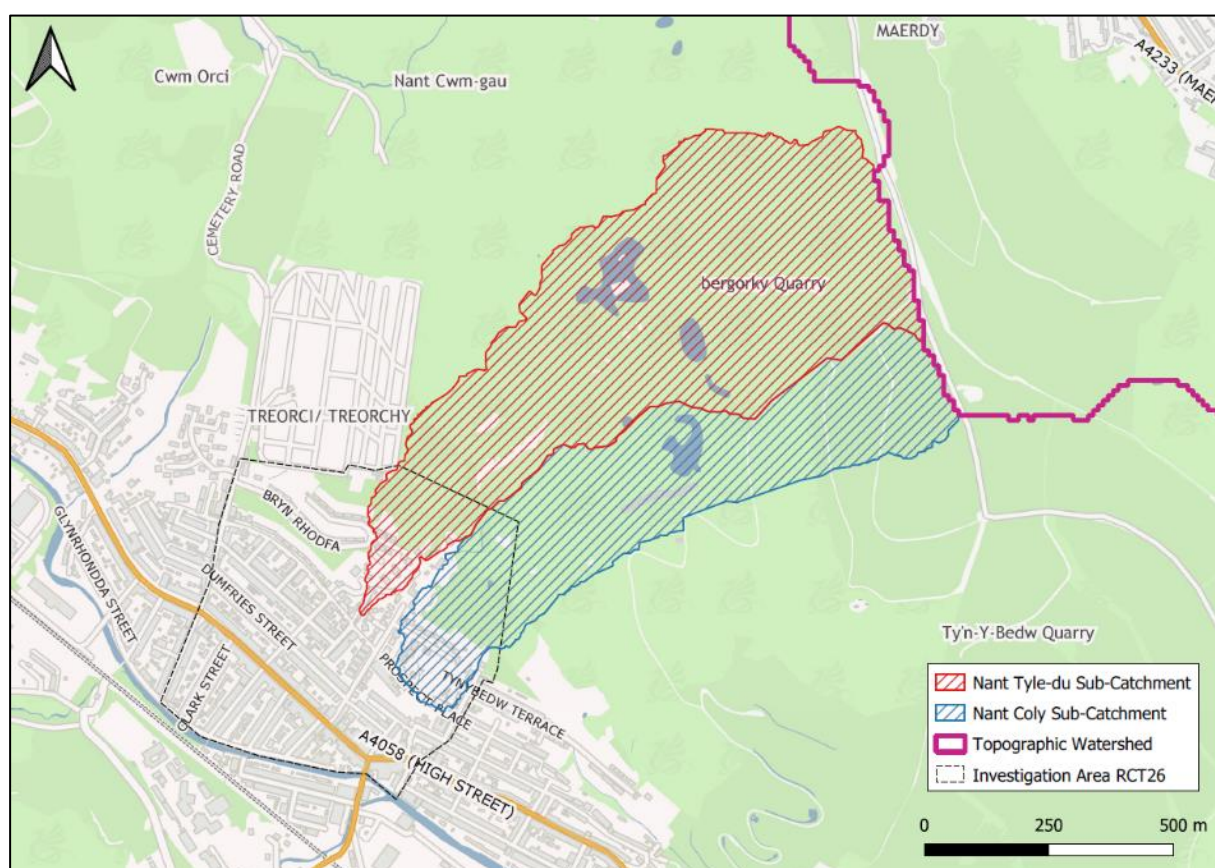 MAERDY
A4233 (MAER
Cwm Orci
Nant Cwm-gau
CEMETERY ROAD
bergorky Quarry
TREORCI/ TREORCHY
BRYN RHODFA
GLYNRHONDDA STREET
DUMFRIES STREET
CLARK STREET
PROSPECT PLACE
TYNYBEDW TERRACE
A4058 (HIGH STREET)
Ty'n-Y-Bedw Quarry
Nant Tyle-du Sub-Catchment
Nant Coly Sub-Catchment
Topographic Watershed
Investigation Area RCT26
0 250 500 m